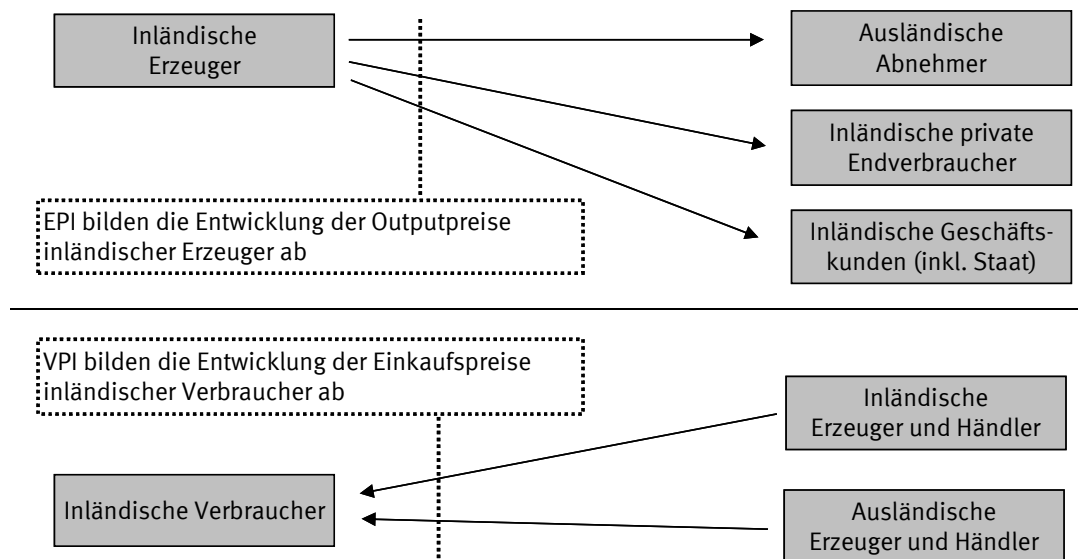 Inländische
Erzeuger
Ausländische
Abnehmer
Inländische private
Endverbraucher
EPI bilden die Entwicklung der Outputpreise
inländischer Erzeuger ab
Inländische Geschäfts-
kunden (inkl. Staat)
VPI bilden die Entwicklung der Einkaufspreise
inländischer Verbraucher ab
Inländische
Erzeuger und Händler
Inländische Verbraucher
Ausländische
Erzeuger und Händler